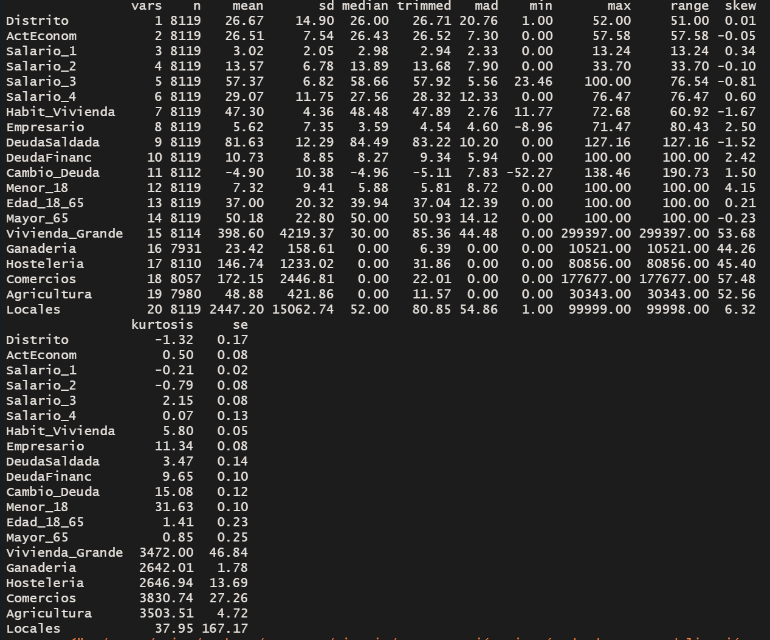 vars n mean sd median trimmed mad min max range skew
Distrito 1 8119 26.67 14.90 26.00 26.71 20.76 1.00 52.00 51.00 0.01
ActEconom 2 8119 26.51 7.54 26.43 26.52 7.30 0.00 57.58 57.58 -0.05
Salario_1 3 8119 3.02 2.05 2.98 2.94 2.33 0.00 13.24 13.24 0.34
Salario_2 4 8119 13.57 6.78 13.89 13.68 7.90 0.00 33.70 33.70 -0.10
Salario_3 5 8119 57.37 6.82 58.66 57.92 5.56 23.46 100.00 76.54 -0.81
Salario_4 6 8119 29.07 11.75 27.56 28.32 12.33 0.00 76.47 76.47 0.60
Habit_Vivienda 7 8119 47.30 4.36 48.48 47.89 2.76 11.77 72.68 60.92 -1.67
Empresario 8 8119 5.62 7.35 3.59 4.54 4.60 -8.96 71.47 80.43 2.50
DeudaSaldada 9 8119 81.63 12.29 84.49 83.22 10.20 0.00 127.16 127.16 -1.52
DeudaFinanc 10 8119 10.73 8.85 8.27 9.34 5.94 0.00 100.00 100.00 2.42
Cambio_Deuda 11 8112 -4.90 10.38 -4.96 -5.11 7.83 -52.27 138.46 190.73 1.50
Menor_18 12 8119 7.32 9.41 5.88 5.81 8.72 0.00 100.00 100.00 4.15
Edad_18_65 13 8119 37.00 20.32 39.94 37.04 12.39 0.00 100.00 100.00 0.21
Mayor_65 14 8119 50.18 22.80 50.00 50.93 14.12 0.00 100.00 100.00 -0.23
Vivienda_Grande 15 8114 398.60 4219.37 30.00 85.36 44.48 0.00 299397.00 299397.00 53.68
Ganaderia 16 7931 23.42 158.61 0.00 6.39 0.00 0.00 10521.00 10521.00 44.26
Hosteleria 17 8110 146.74 1233.02 0.00 31.86 0.00 0.00 80856.00 80856.00 45.40
Comercios 18 8057 172.15 2446.81 0.00 22.01 0.00 0.00 177677.00 177677.00 57.48
Agricultura 19 7980 48.88 421.86 0.00 11.57 0.00 0.00 30343.00 30343.00 52.56
Locales 20 8119 2447.20 15062.74 52.00 80.85 54.86 1.00 99999.00 99998.00 6.32
kurtosis se
Distrito -1.32 0.17
ActEconom 0.50 0.08
Salario_1 -0.21 0.02
Salario_2 -0.79 0.08
Salario_3 2.15 0.08
Salario_4 0.07 0.13
Habit_Vivienda 5.80 0.05
Empresario 11.34 0.08
DeudaSaldada 3.47 0.14
DeudaFinanc 9.65 0.10
Cambio_Deuda 15.08 0.12
Menor_18 31.63 0.10
Edad_18_65 1.41 0.23
Mayor_65 0.85 0.25
Vivienda_Grande 3472.00 46.84
Ganaderia 2642.01 1.78
Hosteleria 2646.94 13.69
Comercios 3830.74 27.26
Agricultura 3503.51 4.72
Locales 37.95 167.17